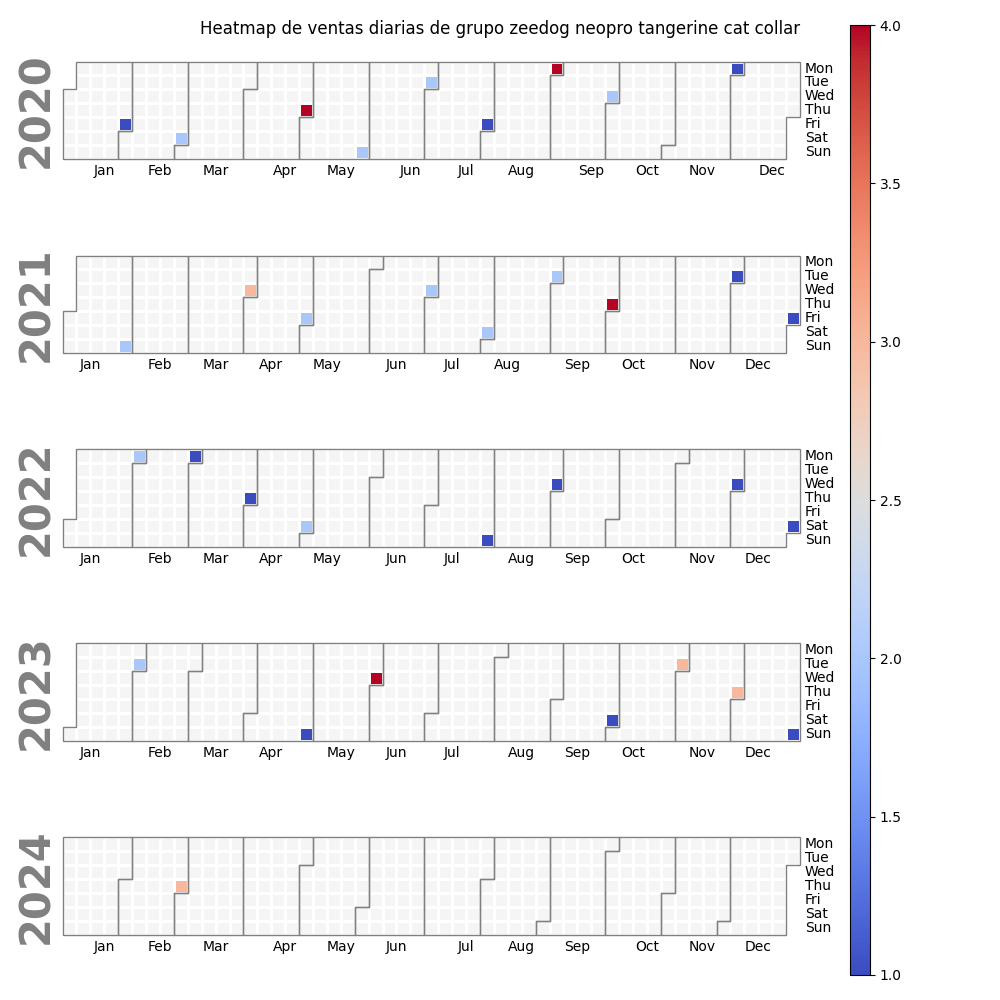 Heatmap de ventas diarias de grupo zeedog neopro tangerine cat collar
2020
Mon
Tue
Wed
Thu
Fri
Sat
Sun
Jan Feb Mar Apr May Jun Jul Aug Sep Oct Nov Dec
2021
Mon
Tue
Wed
Thu
Fri
Sat
Sun
Jan Feb Mar Apr May Jun Jul Aug Sep Oct Nov Dec
2022
Mon
Tue
Wed
Thu
Fri
Sat
Sun
Jan Feb Mar Apr May Jun Jul Aug Sep Oct Nov Dec
2023
Mon
Tue
Wed
Thu
Fri
Sat
Sun
Jan Feb Mar Apr May Jun Jul Aug Sep Oct Nov Dec
2024
Mon
Tue
Wed
Thu
Fri
Sat
Sun
Jan Feb Mar Apr May Jun Jul Aug Sep Oct Nov Dec
4.0
3.5
3.0
2.5
2.0
1.5
1.0